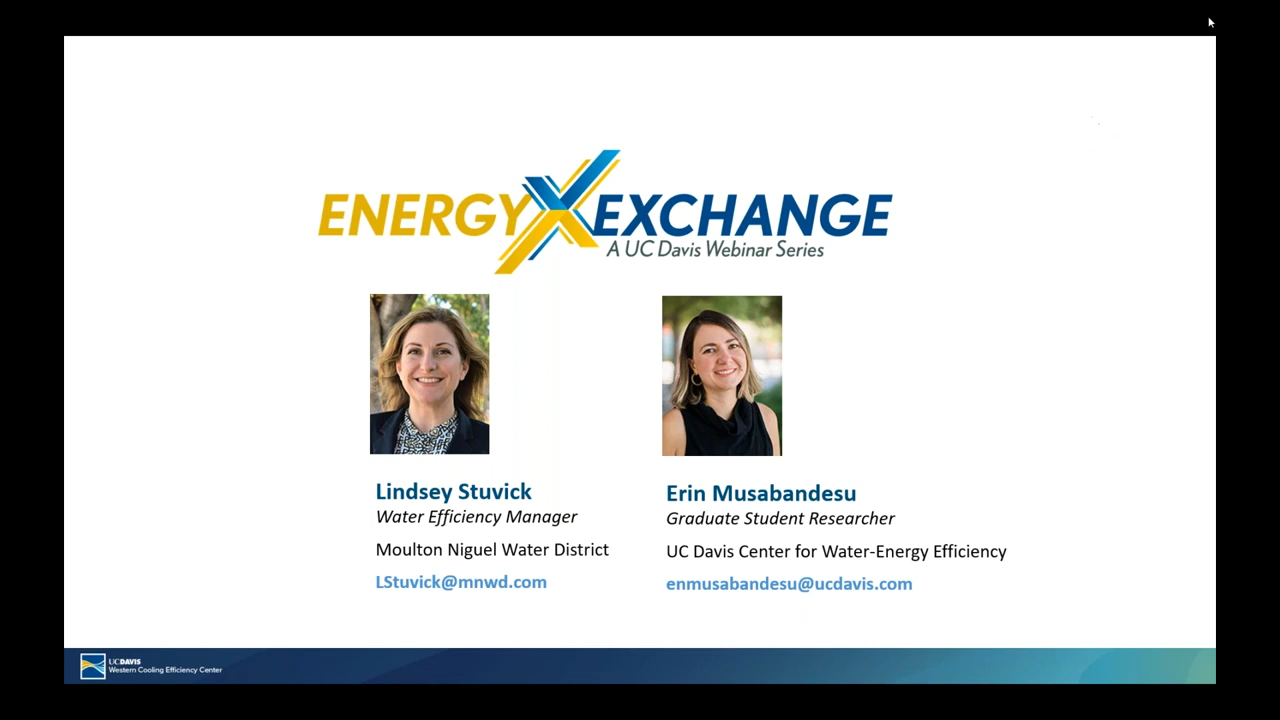 ENERGY EXCHANGE
A UC Davis Webinar Series
Lindsey Stuvick
Water Efficiency Manager
Moulton Niguel Water District
LStuvick@mnwd.com
Erin Musabandesu
Graduate Student Researcher
UC Davis Center for Water-Energy Efficiency
enmusabandesu@ucdavis.com
UCDAVIS
Western Cooling Efficiency Center